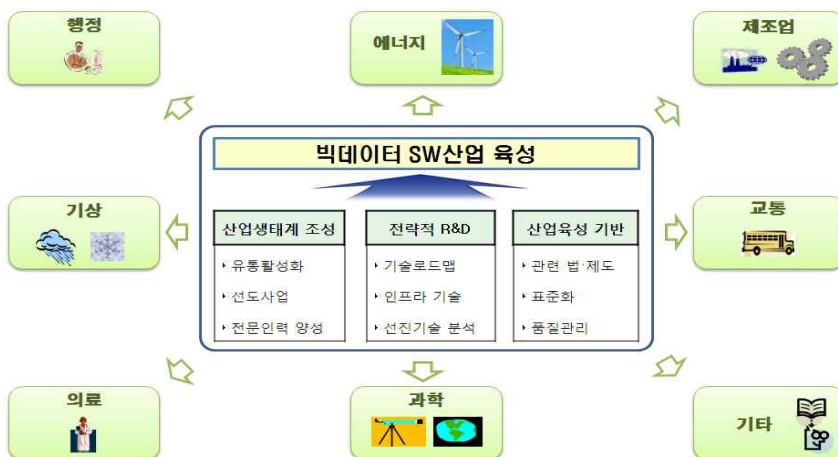 행정
에너지
제조업
빅데이터 SW산업 육성
기상
산업생태계 조성
전략적 R&D
산업육성 기반
교통
‣ 유통활성화
‣ 선도사업
‣ 전문인력 양성
‣ 기술로드맵
‣ 인프라 기술
‣ 선진기술 분석
‣ 관련 법·제도
‣ 표준화
‣ 품질관리
의료
과학
기타